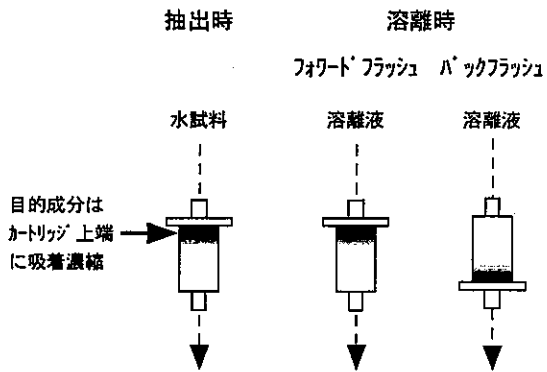 抽出時
溶離時
フォワード フラッシュ
バックフラッシュ
水試料
溶離液
溶離液
目的成分は
カートリッジ 上端
に吸着濃縮